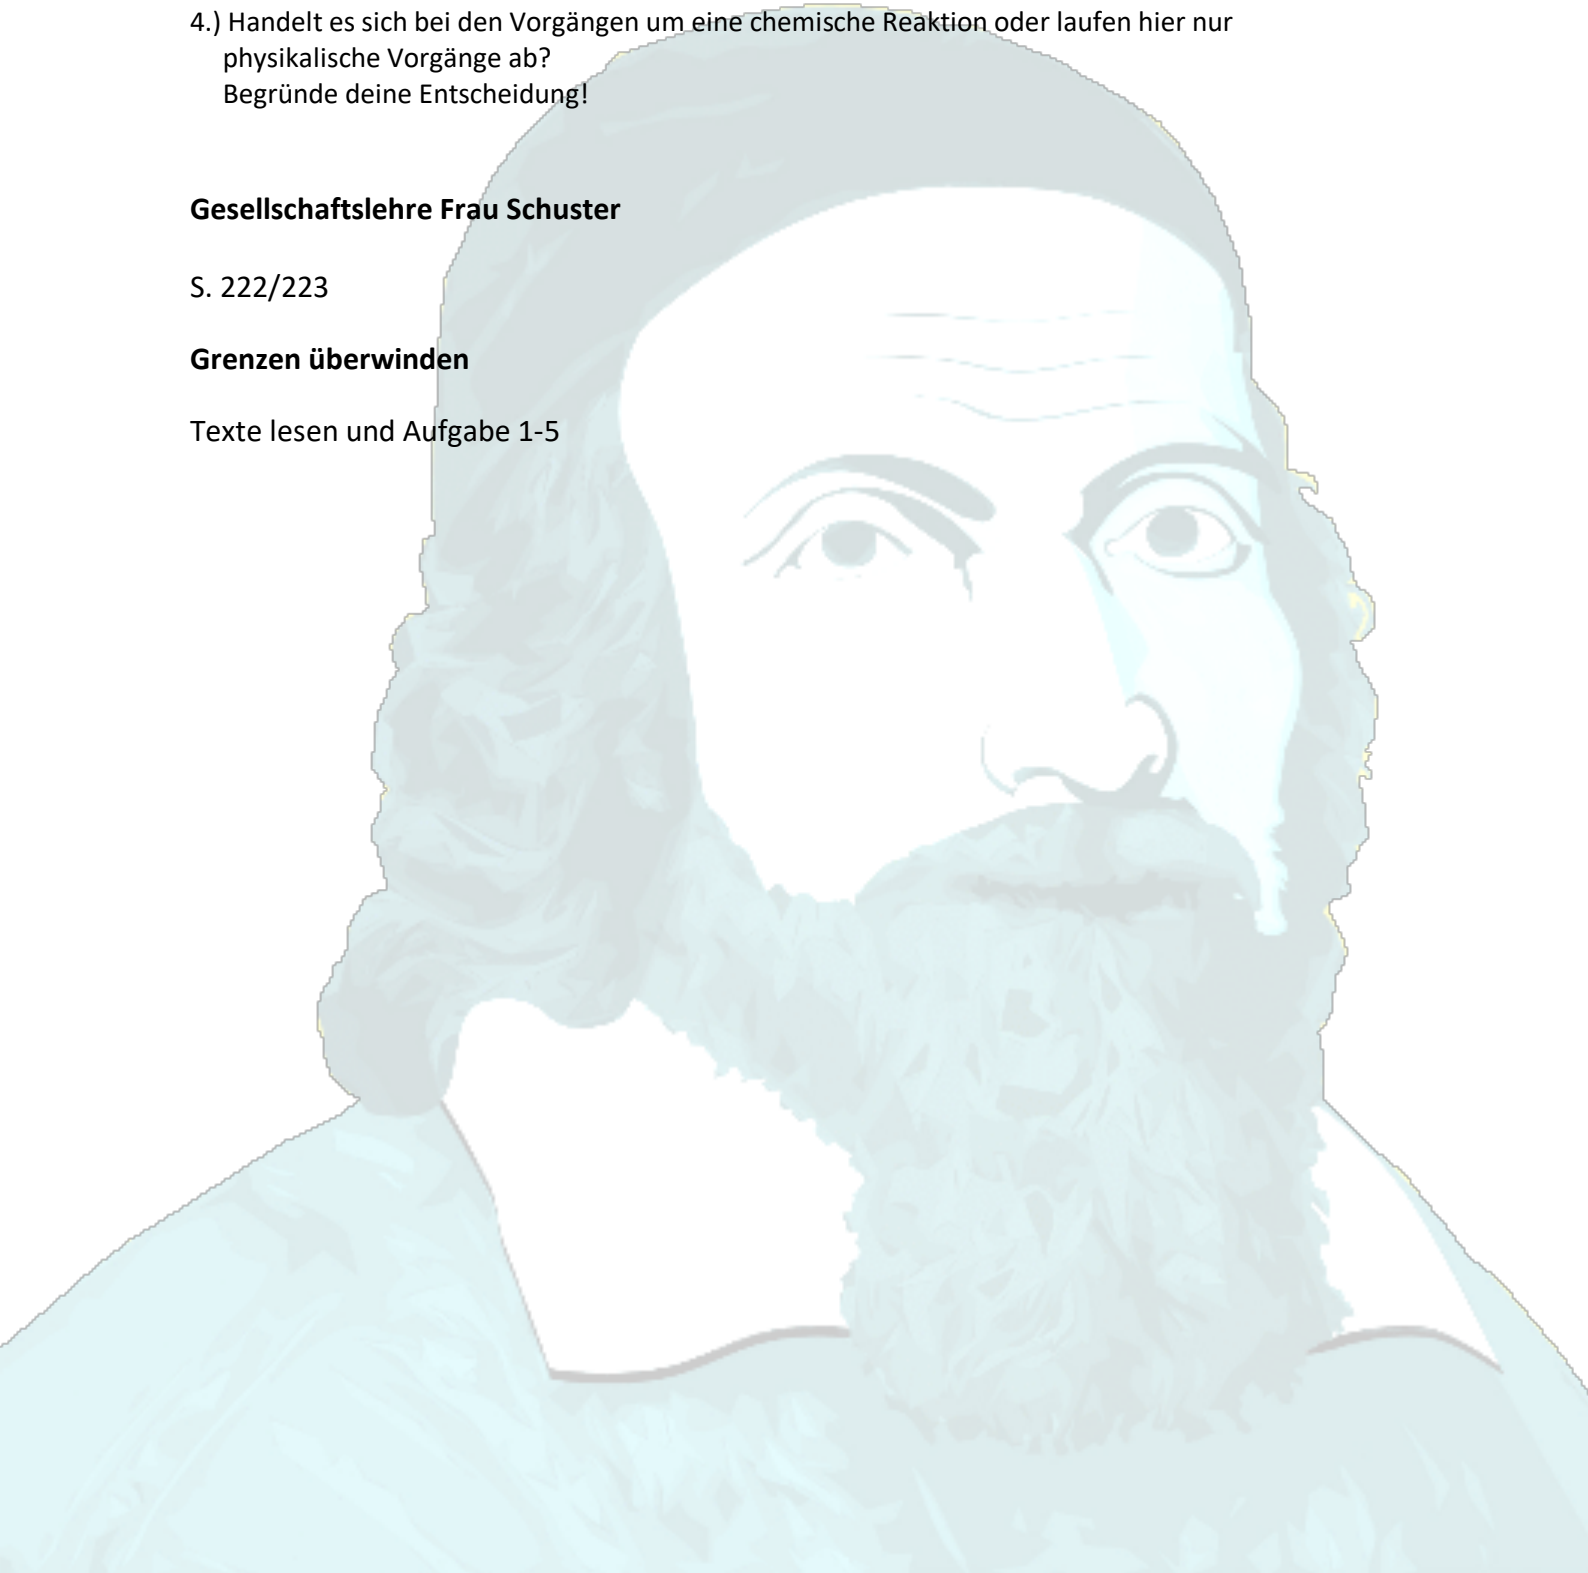 4.) Handelt es sich bei den Vorgängen um eine chemische Reaktion oder laufen hier nur
physikalische Vorgänge ab?
Begründe deine Entscheidung!
Gesellschaftslehre Frau Schuster
S. 222/223
Grenzen überwinden
Texte lesen und Aufgabe 1-5